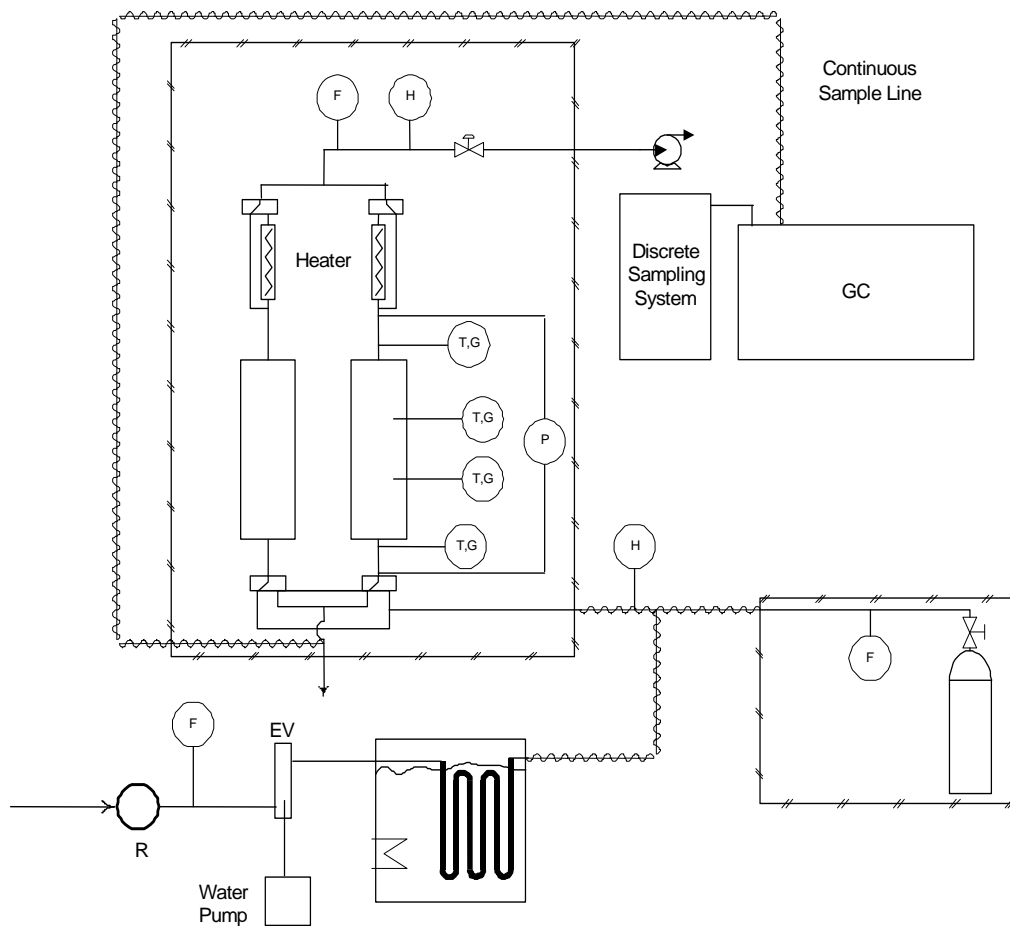 Continuous
Sample Line
F
H
Heater
Discrete
Sampling
System
GC
T,G
T,G
P
T,G
T,G
H
F
F
EV
R
Water
Pump